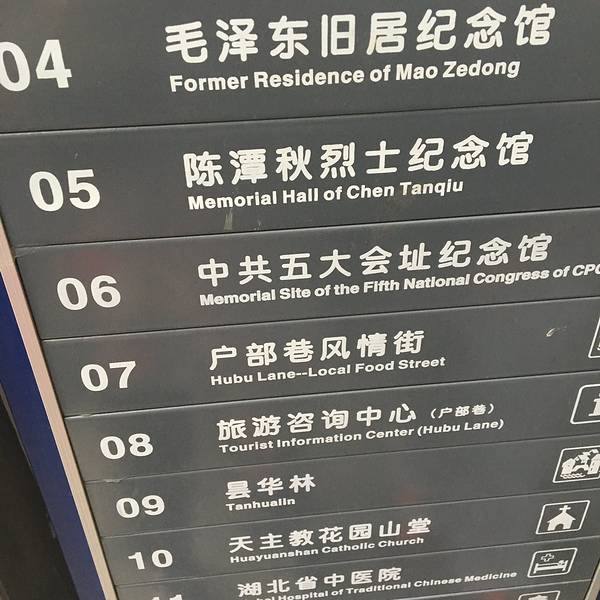 04 毛泽东旧居纪念馆
Former Residence of Mao Zedong
05 陈潭秋烈士纪念馆
Memorial Hall of Chen Tanqiu
06 中共五大会址纪念馆
Memorial Site of the Fifth National Congress of CPC
07 户部巷风情街
Hubu Lane--Local Food Street
08 旅游咨询中心（户部巷）
Tourist Information Center (Hubu Lane)
09 昙华林
Tanhualin
10 天主教花园山堂
Huayuanshan Catholic Church
11 湖北省中医院
Hospital of Traditional Chinese Medicine